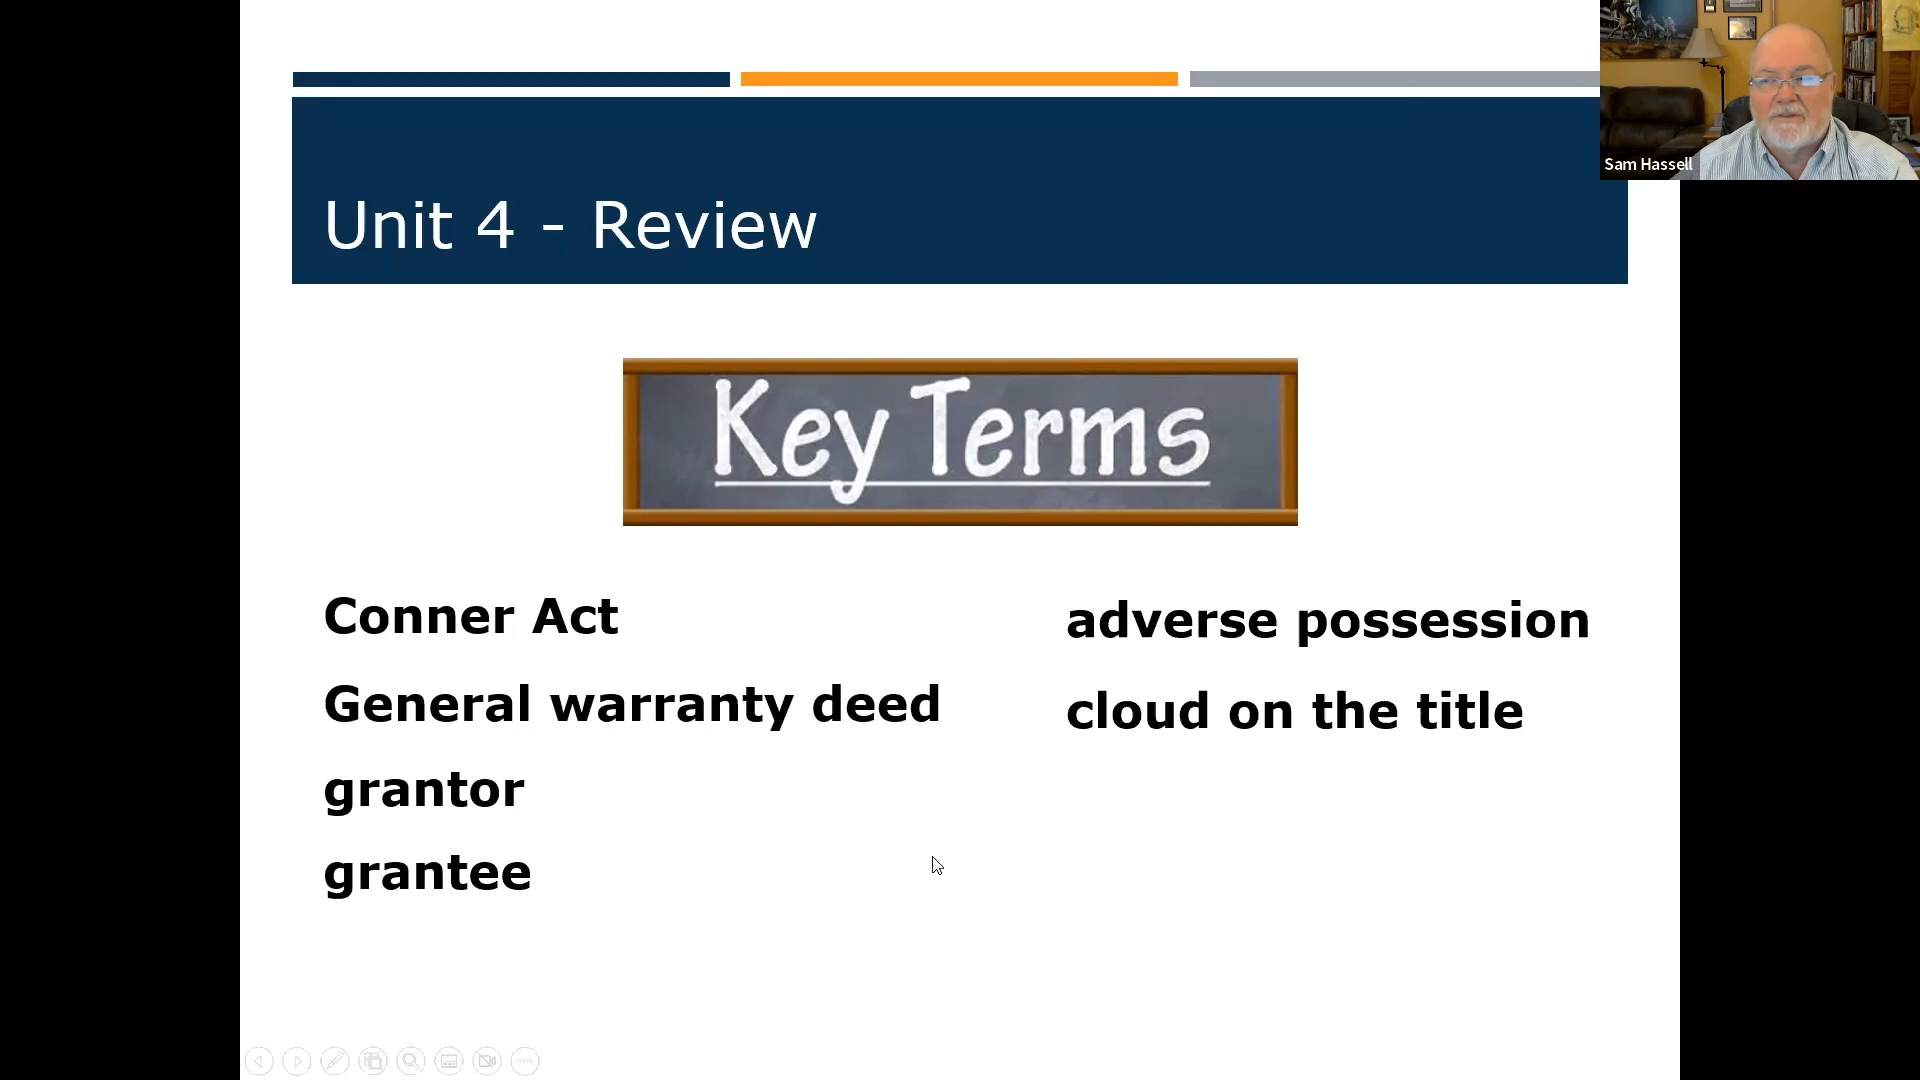 Sam Hassell
Unit 4 - Review
Key Terms
Conner Act
General warranty deed
grantor
grantee
adverse possession
cloud on the title